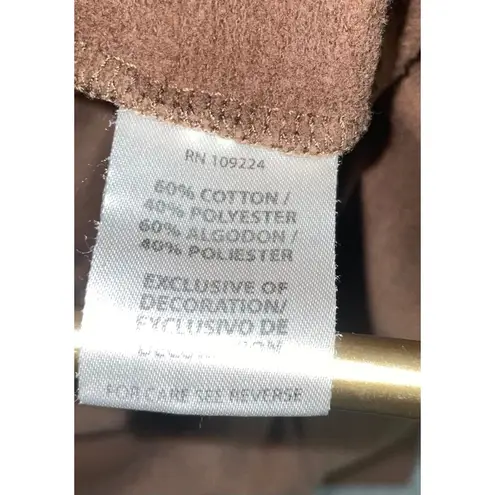 RN 109224
60% COTTON /
40% POLYESTER
60% ALGODON /
40% POLIESTER
EXCLUSIVE OF
DECORATION/
EXCLUSIVO DE
FOR CARE SEE REVERSE